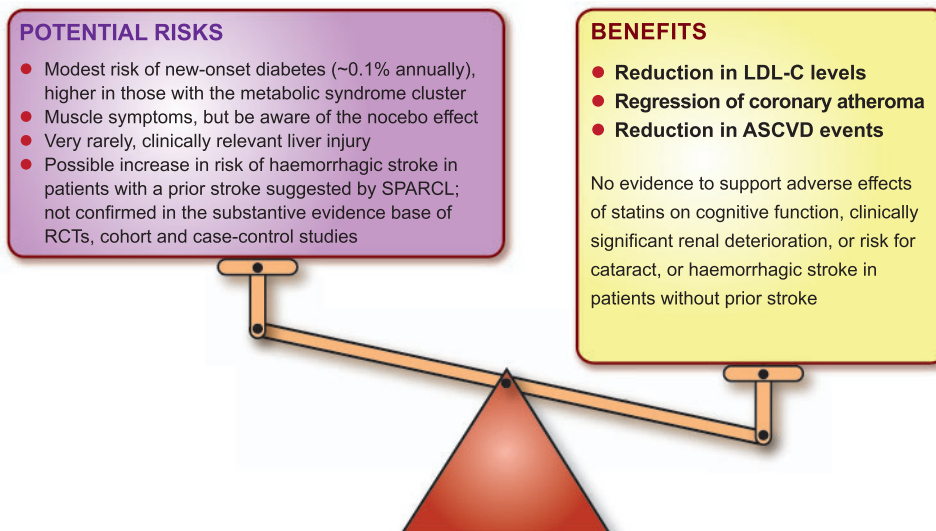 POTENTIAL RISKS
● Modest risk of new-onset diabetes (~0.1% annually),
higher in those with the metabolic syndrome cluster
● Muscle symptoms, but be aware of the nocebo effect
● Very rarely, clinically relevant liver injury
● Possible increase in risk of haemorrhagic stroke in
patients with a prior stroke suggested by SPARCL;
not confirmed in the substantive evidence base of
RCTs, cohort and case-control studies
BENEFITS
● Reduction in LDL-C levels
● Regression of coronary atheroma
● Reduction in ASCVD events
No evidence to support adverse effects
of statins on cognitive function, clinically
significant renal deterioration, or risk for
cataract, or haemorrhagic stroke in
patients without prior stroke